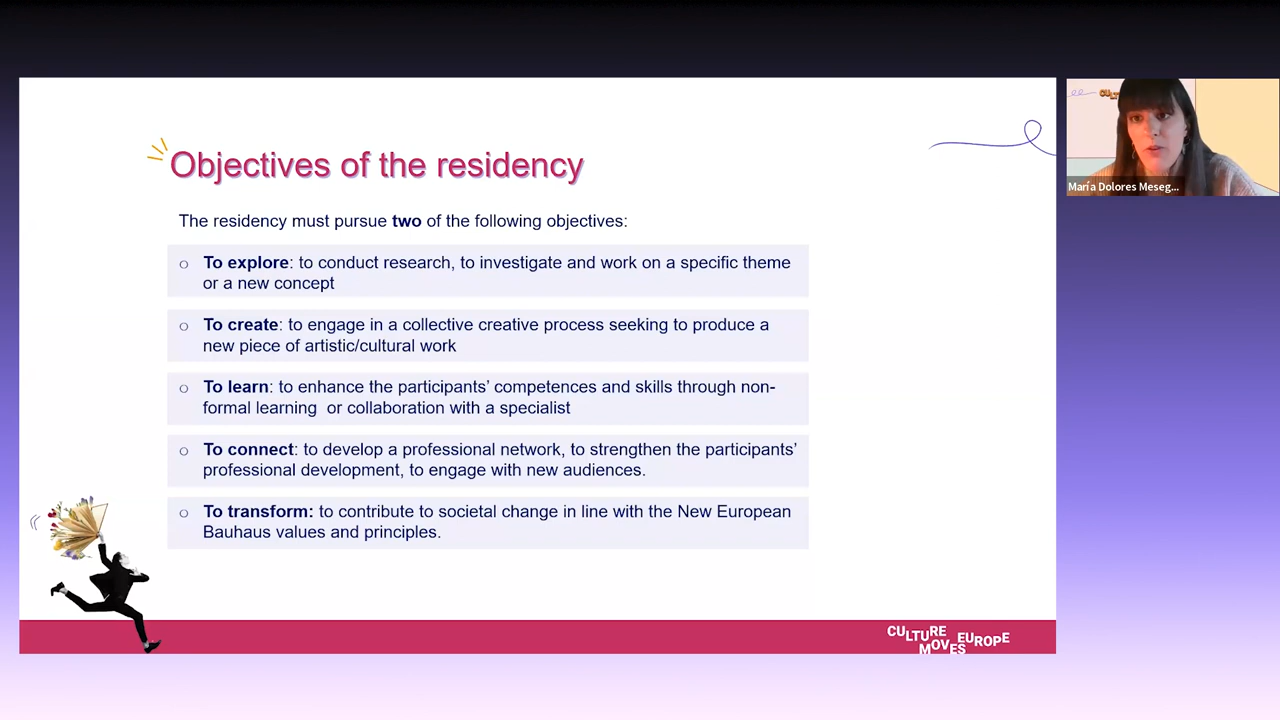 Objectives of the residency
The residency must pursue two of the following objectives:
o To explore: to conduct research, to investigate and work on a specific theme
or a new concept
o To create: to engage in a collective creative process seeking to produce a
new piece of artistic/cultural work
o To learn: to enhance the participants’ competences and skills through non-
formal learning or collaboration with a specialist
o To connect: to develop a professional network, to strengthen the participants’
professional development, to engage with new audiences.
o To transform: to contribute to societal change in line with the New European
Bauhaus values and principles.
CULTURE
MOVES EUROPE
María Dolores Meseg...